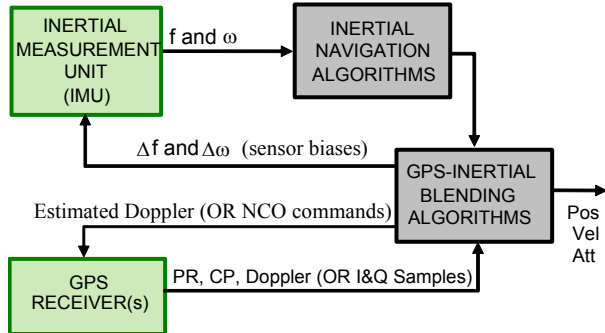 INERTIAL
MEASUREMENT
UNIT
(IMU)
f and ω
INERTIAL
NAVIGATION
ALGORITHMS
Δf and Δω (sensor biases)
GPS-INERTIAL
BLENDING
ALGORITHMS
Pos
Vel
Att
Estimated Doppler (OR NCO commands)
GPS
RECEIVER(s)
PR, CP, Doppler (OR I&Q Samples)